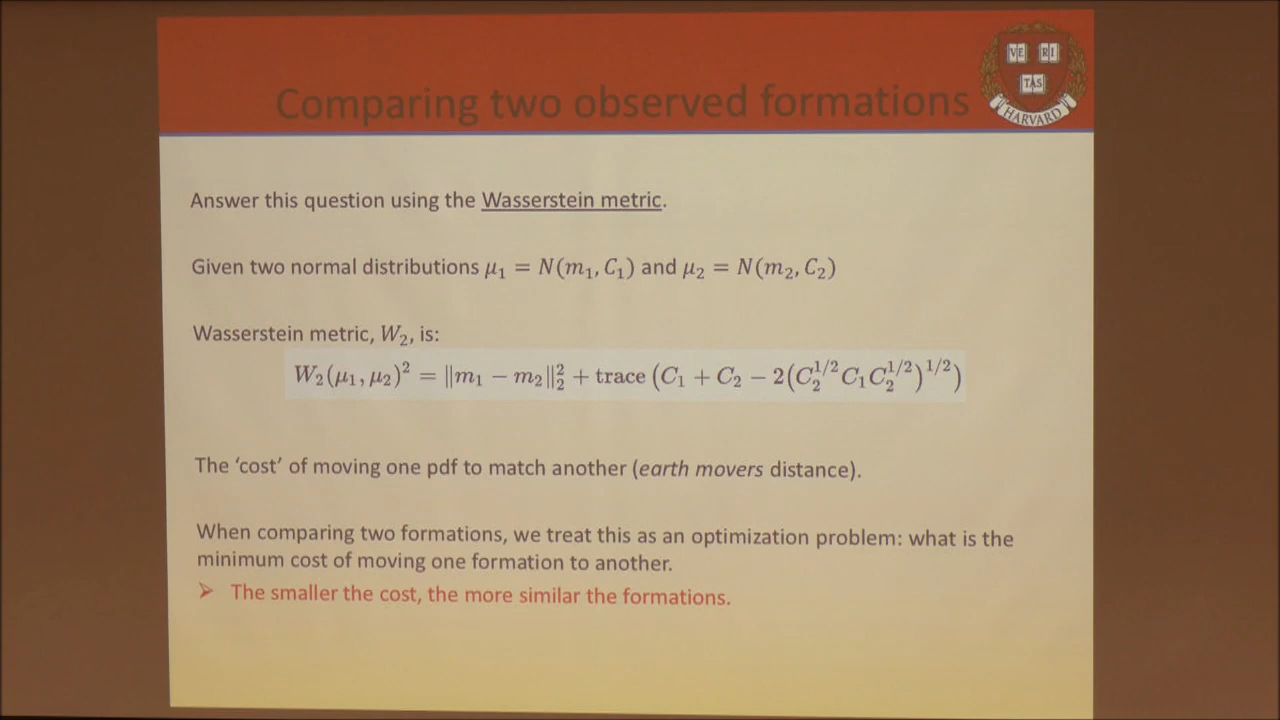 VE RI
TAS
HARVARD
Comparing two observed formations
Answer this question using the Wasserstein metric.
Given two normal distributions μ₁ = N(m₁, C₁) and μ₂ = N(m₂, C₂)
Wasserstein metric, W₂, is:
W₂(μ₁, μ₂)² = ‖m₁ − m₂‖₂² + trace (C₁ + C₂ − 2(C₂^{1/2} C₁C₂^{1/2})^{1/2})
The ‘cost’ of moving one pdf to match another (earth movers distance).
When comparing two formations, we treat this as an optimization problem: what is the
minimum cost of moving one formation to another.
➢ The smaller the cost, the more similar the formations.